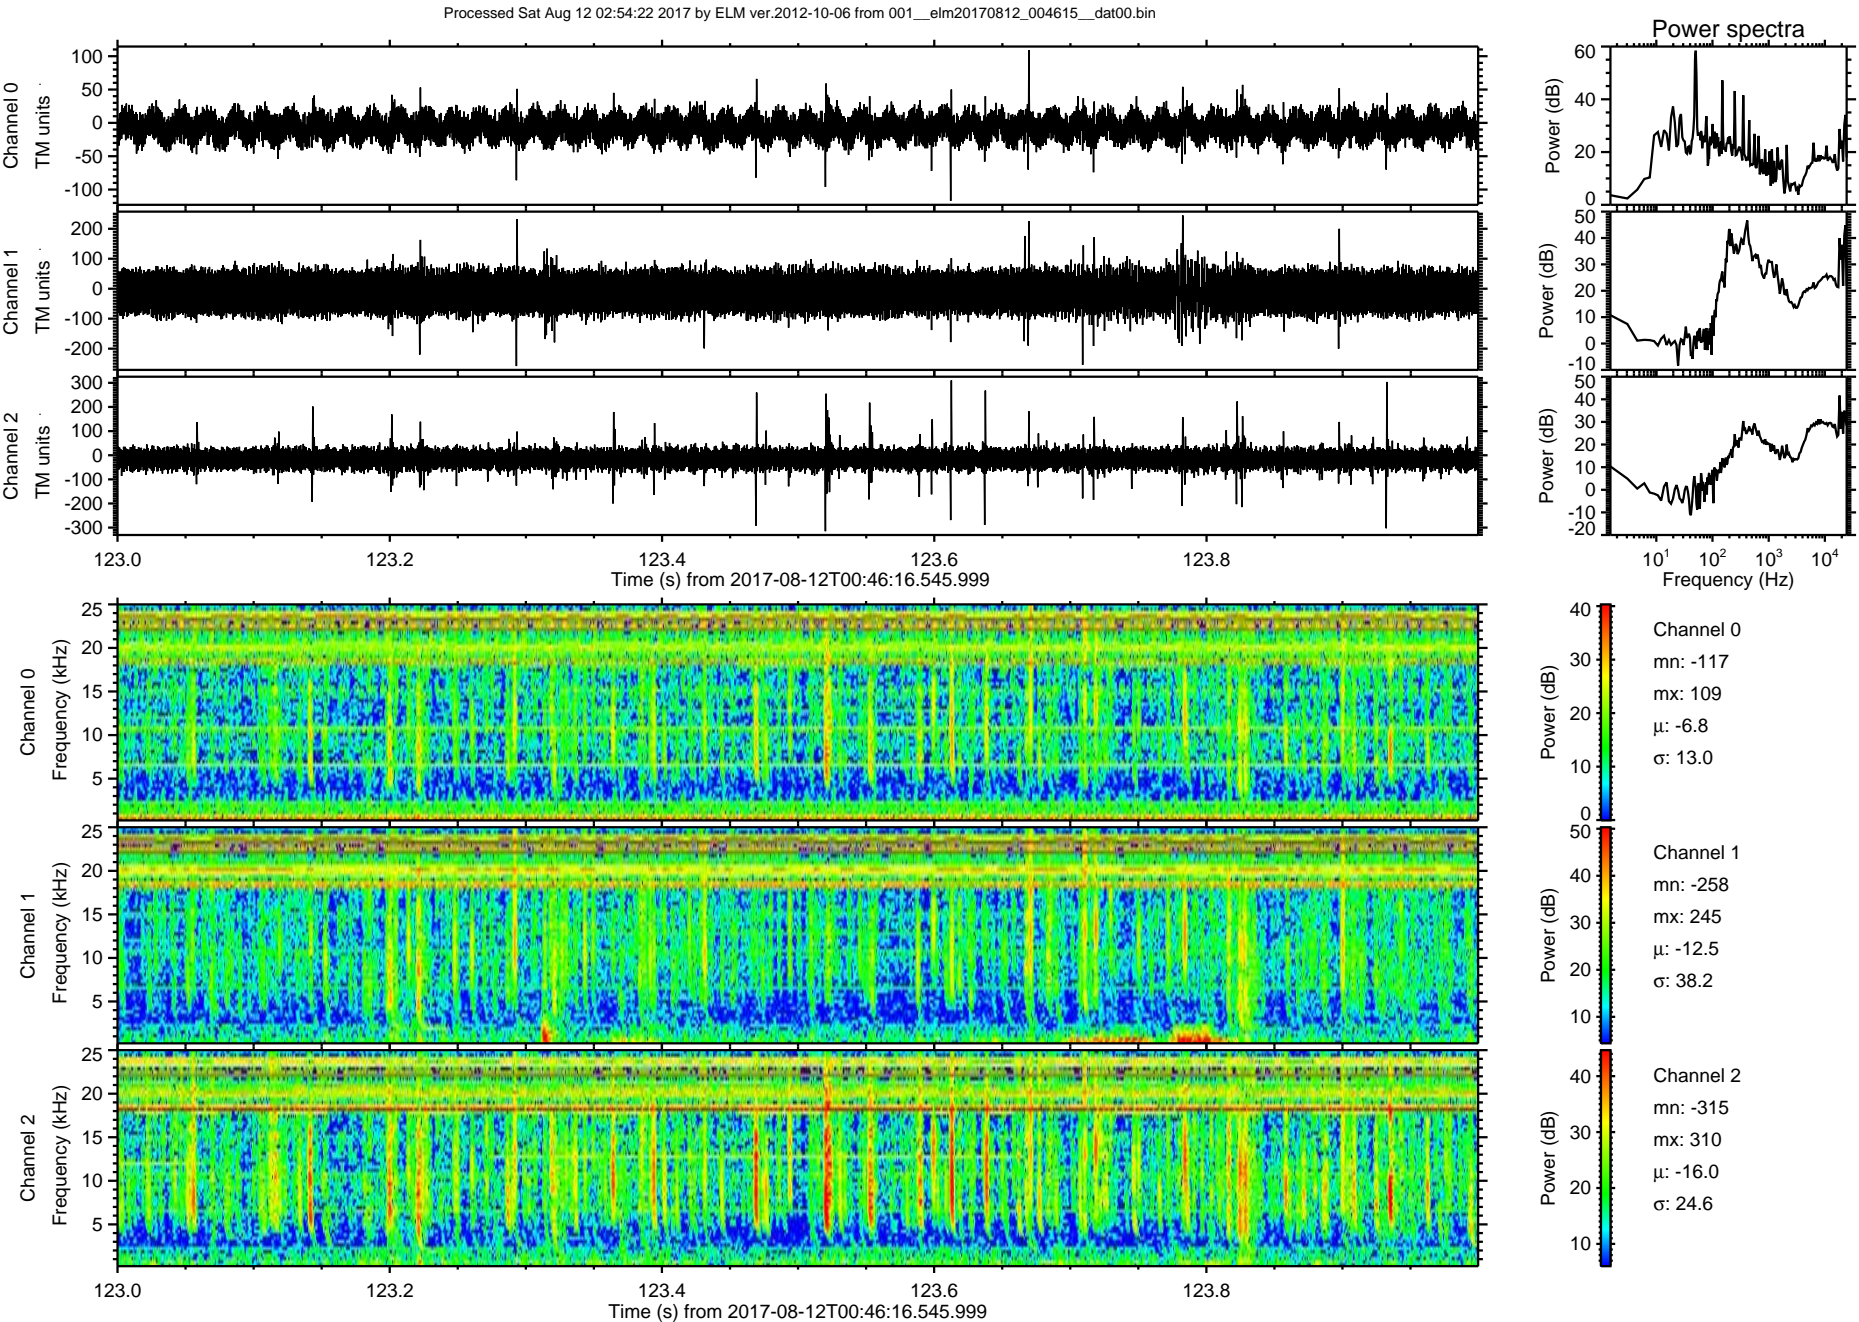 Processed Sat Aug 12 02:54:22 2017 by ELM ver.2012-10-06 from 001__elm20170812_004615__dat00.bin
Power spectra
Channel 0
TM units
100
50
0
-50
-100
Power (dB)
60
40
20
0
Channel 1
TM units
200
100
0
-100
-200
Power (dB)
50
40
30
20
10
0
-10
Channel 2
TM units
300
200
100
0
-100
-200
-300
Power (dB)
50
40
30
20
10
0
-10
-20
123.0 123.2 123.4 123.6 123.8
Time (s) from 2017-08-12T00:46:16.545.999
10^1 10^2 10^3 10^4
Frequency (Hz)
Channel 0
Frequency (kHz)
25
20
15
10
5
Power (dB)
40
30
20
10
0
Channel 0
mn: -117
mx: 109
μ: -6.8
σ: 13.0
Channel 1
Frequency (kHz)
25
20
15
10
5
Power (dB)
50
40
30
20
10
Channel 1
mn: -258
mx: 245
μ: -12.5
σ: 38.2
Channel 2
Frequency (kHz)
25
20
15
10
5
Power (dB)
40
30
20
10
Channel 2
mn: -315
mx: 310
μ: -16.0
σ: 24.6
123.0 123.2 123.4 123.6 123.8
Time (s) from 2017-08-12T00:46:16.545.999